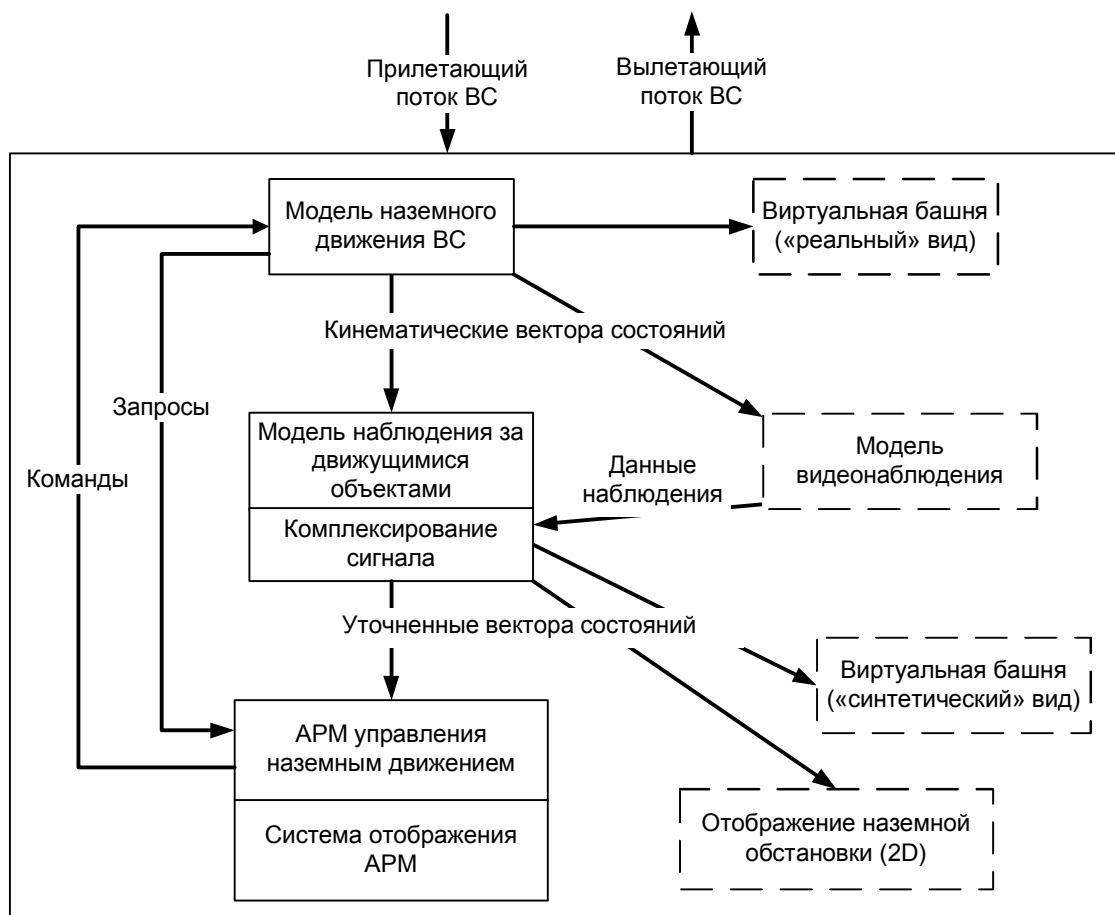 Прилетающий
поток ВС
Вылетающий
поток ВС
Модель наземного
движения ВС
Виртуальная башня
(«реальный» вид)
Кинематические вектора состояний
Запросы
Команды
Модель наблюдения за
движущимися
объектами
Данные
наблюдения
Модель
видеонаблюдения
Комплексирование
сигнала
Уточненные вектора состояний
Виртуальная башня
(«синтетический» вид)
АРМ управления
наземным движением
Система отображения
АРМ
Отображение наземной
обстановки (2D)